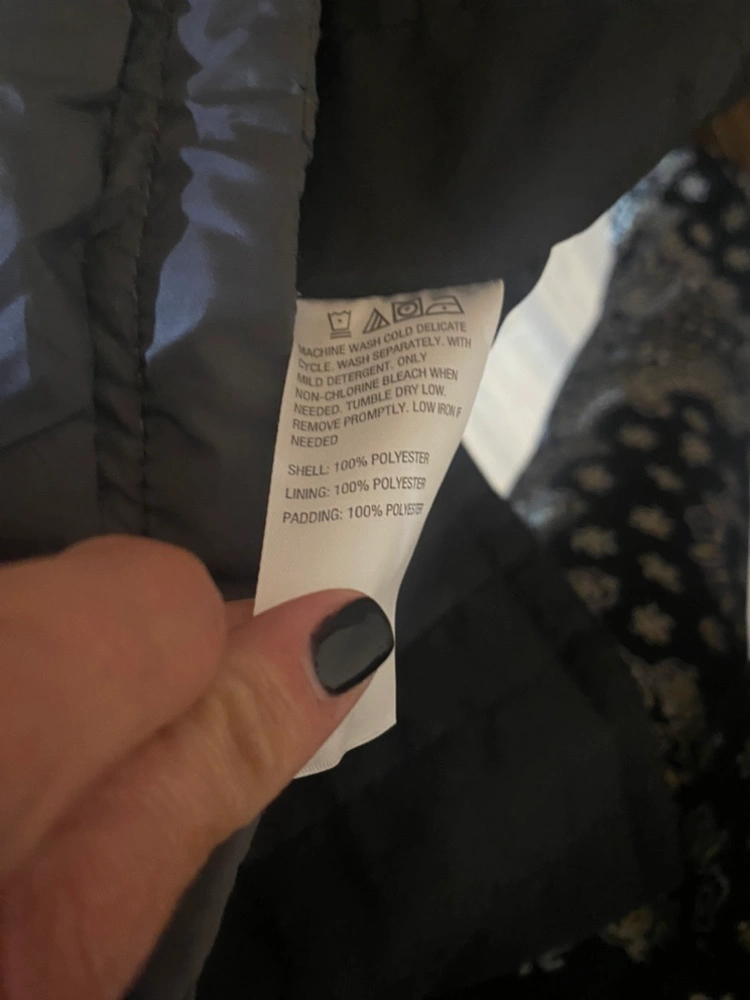 MACHINE WASH COLD DELICATE
CYCLE. WASH SEPARATELY. WITH
MILD DETERGENT. ONLY
NON-CHLORINE BLEACH WHEN
NEEDED. TUMBLE DRY LOW.
REMOVE PROMPTLY. LOW IRON IF
NEEDED
SHELL: 100% POLYESTER
LINING: 100% POLYESTER
PADDING: 100% POLYESTER